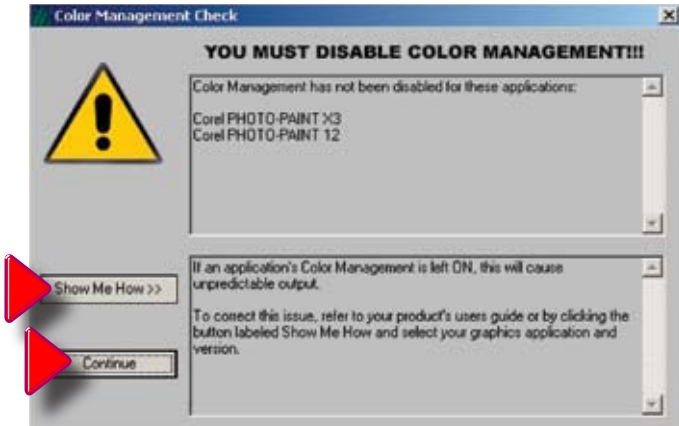 Color Management Check
YOU MUST DISABLE COLOR MANAGEMENT!!!
Color Management has not been disabled for these applications:
Corel PHOTO-PAINT X3
Corel PHOTO-PAINT 12
Show Me How >>
If an application's Color Management is left ON, this will cause
unpredictable output.
To correct this issue, refer to your product's users guide or by clicking the
button labeled Show Me How and select your graphics application and
version.
Continue